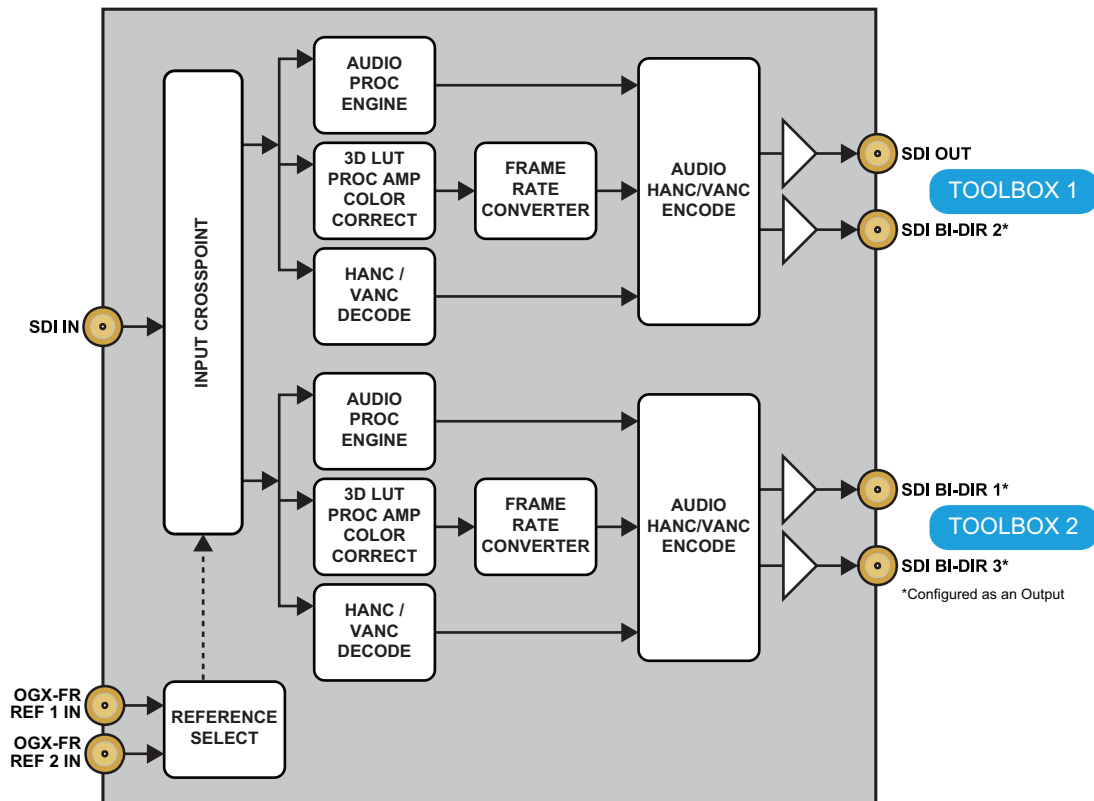 SDI IN
OGX-FR
REF 1 IN
OGX-FR
REF 2 IN
INPUT CROSSPOINT
REFERENCE
SELECT
AUDIO
PROC
ENGINE
3D LUT
PROC AMP
COLOR
CORRECT
HANC /
VANC
DECODE
FRAME
RATE
CONVERTER
AUDIO
HANC/VANC
ENCODE
SDI OUT
TOOLBOX 1
SDI BI-DIR 2*
AUDIO
PROC
ENGINE
3D LUT
PROC AMP
COLOR
CORRECT
HANC /
VANC
DECODE
FRAME
RATE
CONVERTER
AUDIO
HANC/VANC
ENCODE
SDI BI-DIR 1*
TOOLBOX 2
SDI BI-DIR 3*
*Configured as an Output